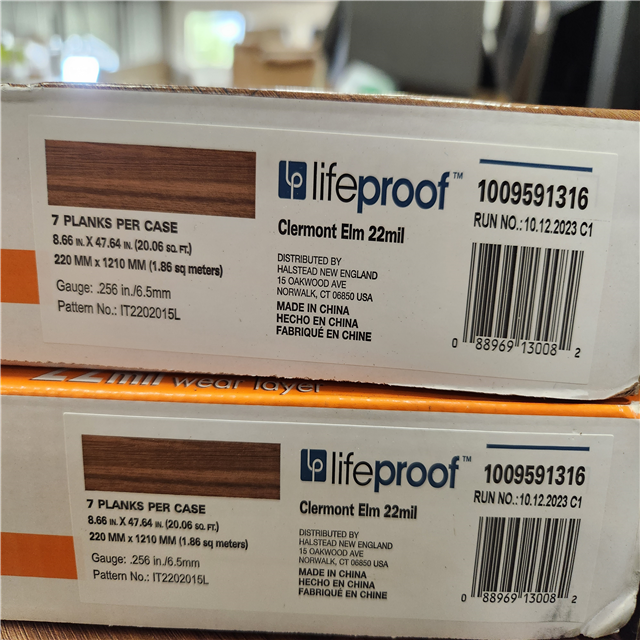 lifeproof™
1009591316
RUN NO.: 10.12.2023 C1
Clermont Elm 22mil
7 PLANKS PER CASE
8.66 IN. X 47.64 IN. (20.06 SQ. FT.)
220 MM x 1210 MM (1.86 sq meters)
Gauge: .256 in./6.5mm
Pattern No.: IT2202015L
DISTRIBUTED BY
HALSTEAD NEW ENGLAND
15 OAKWOOD AVE
NORWALK, CT 06850 USA
MADE IN CHINA
HECHO EN CHINA
FABRIQUÉ EN CHINE
0 88969 13008 2
22mil wear layer
lifeproof™
1009591316
RUN NO.: 10.12.2023 C1
Clermont Elm 22mil
7 PLANKS PER CASE
8.66 IN. X 47.64 IN. (20.06 SQ. FT.)
220 MM x 1210 MM (1.86 sq meters)
Gauge: .256 in./6.5mm
Pattern No.: IT2202015L
DISTRIBUTED BY
HALSTEAD NEW ENGLAND
15 OAKWOOD AVE
NORWALK, CT 06850 USA
MADE IN CHINA
HECHO EN CHINA
FABRIQUÉ EN CHINE
0 88969 13008 2